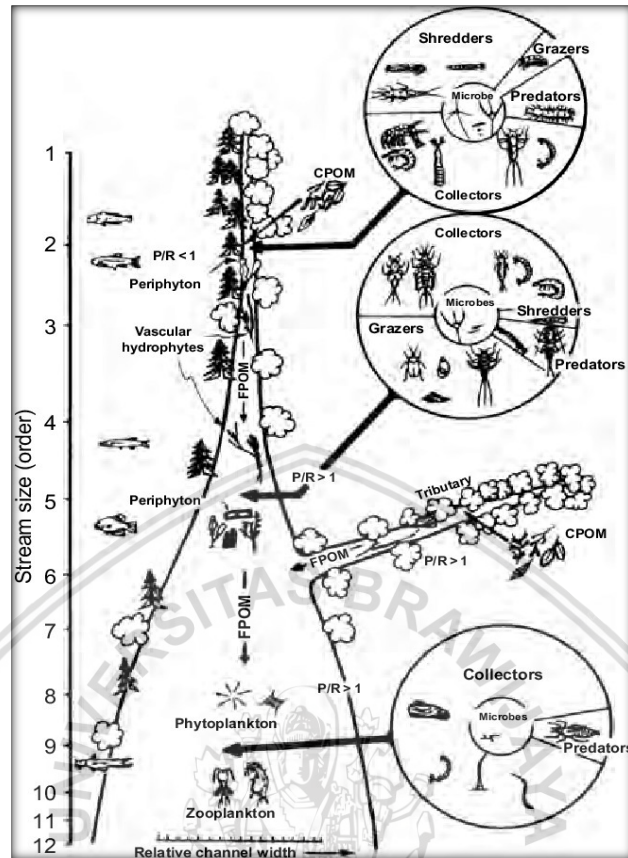 Shredders
Grazers
Microbe
Predators
Collectors
1
CPOM
2
P/R < 1
Periphyton
Collectors
Microbes
Shredders
Grazers
Predators
3
Vascular
hydrophytes
FPOM
4
Stream size (order)
P/R > 1
5
Periphyton
Tributary
CPOM
FPOM
P/R > 1
6
FPOM
7
UNIVERSITAS BRAWIJAYA
P/R > 1
Collectors
8
Phytoplankton
Microbes
Predators
9
10
Zooplankton
11
12
Relative channel width